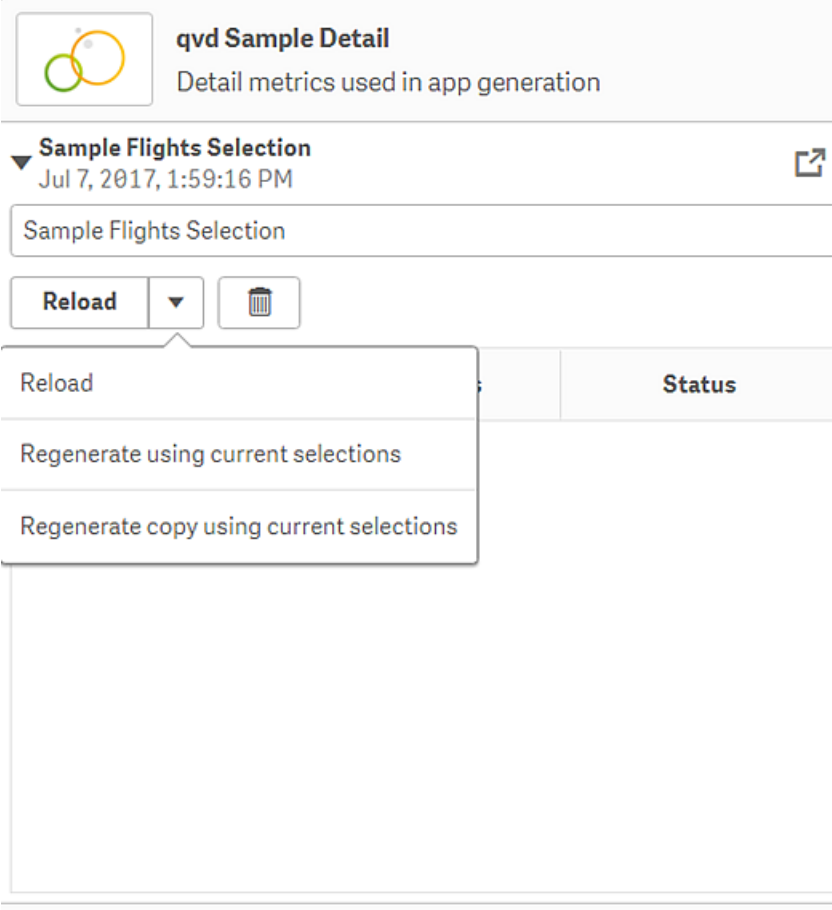 qvd Sample Detail
Detail metrics used in app generation
Sample Flights Selection
Jul 7, 2017, 1:59:16 PM
Sample Flights Selection
Reload
Reload
Status
Regenerate using current selections
Regenerate copy using current selections